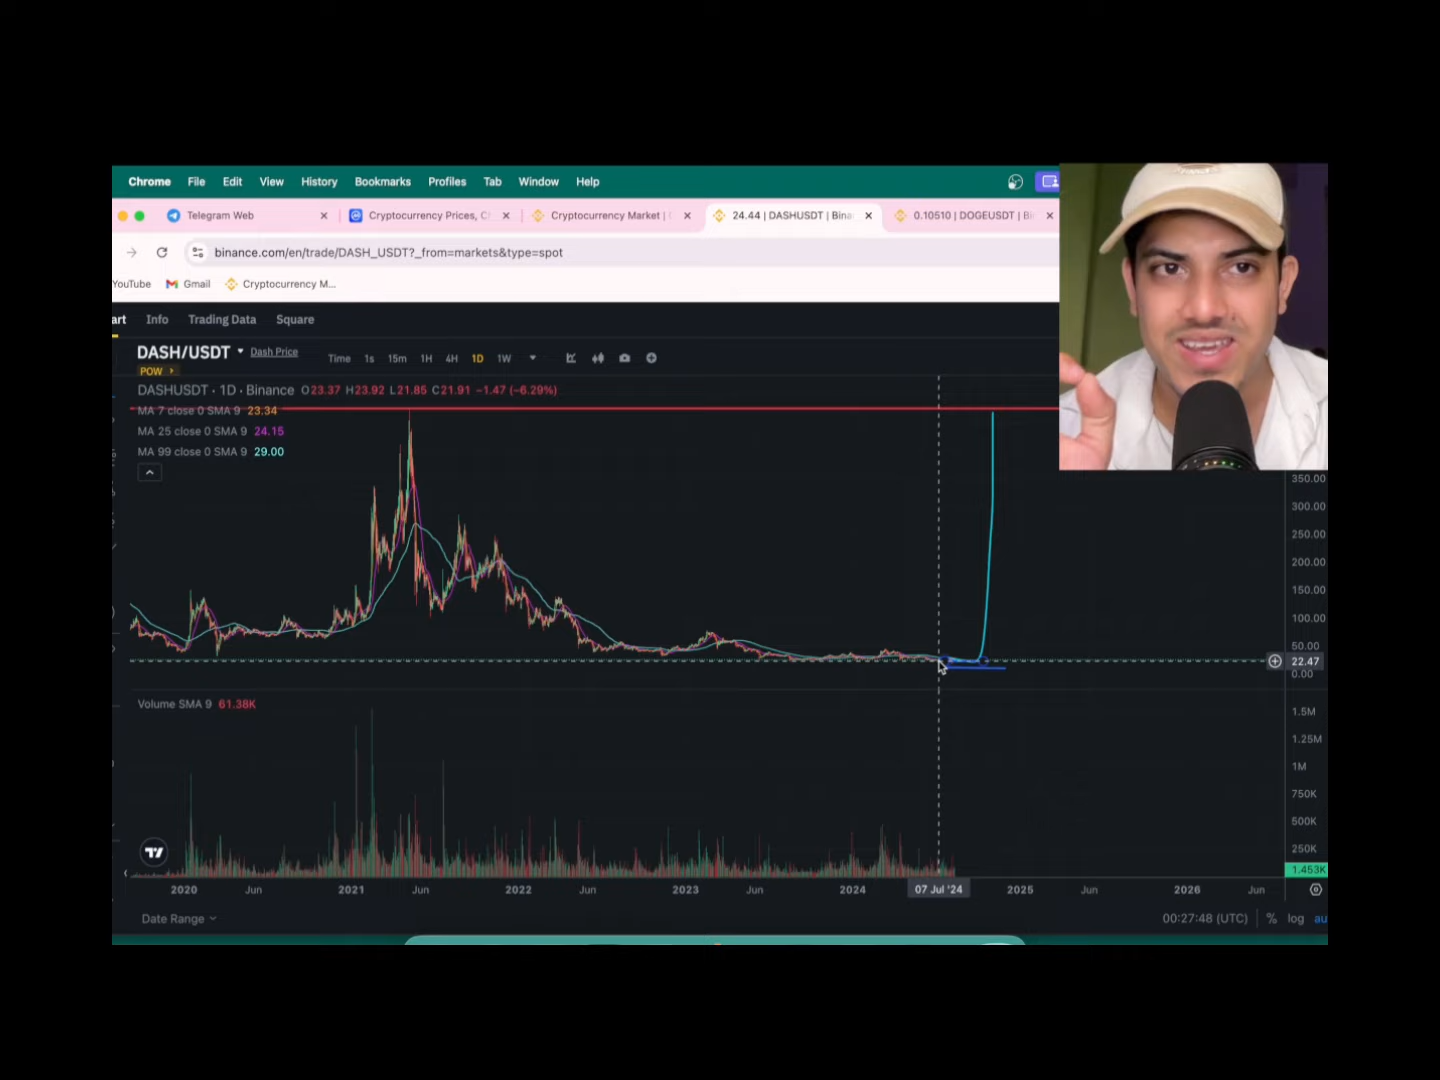 Chrome File Edit View History Bookmarks Profiles Tab Window Help
Telegram Web Cryptocurrency Prices, C Cryptocurrency Market | 24.44 | DASHUSDT | Bina 0.10510 | DOGEUSDT | Bi
binance.com/en/trade/DASH_USDT?_from=markets&type=spot
YouTube Gmail Cryptocurrency M...
art Info Trading Data Square
DASH/USDT Dash Price Time 1s 15m 1H 4H 1D 1W
POW
DASHUSDT · 1D · Binance O23.37 H23.92 L21.85 C21.91 −1.47 (−6.29%)
MA 7 close 0 SMA 9 23.34
MA 25 close 0 SMA 9 24.15
MA 99 close 0 SMA 9 29.00
350.00
300.00
250.00
200.00
150.00
100.00
50.00
22.47
0.00
Volume SMA 9 61.38K
1.5M
1.25M
1M
750K
500K
250K
1.453K
2020 Jun 2021 Jun 2022 Jun 2023 Jun 2024 07 Jul '24 2025 Jun 2026 Jun
Date Range 00:27:48 (UTC) % log au